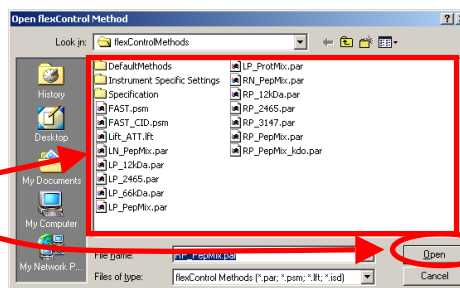 Open flexControl Method
Look in: flexControlMethods
History
Desktop
My Documents
My Computer
My Network P...
DefaultMethods
Instrument Specific Settings
Specification
FAST.psm
FAST_CID.psm
Lift_ATT.lft
LN_PepMix.par
LP_12kDa.par
LP_2465.par
LP_66kDa.par
LP_PepMix.par
LP_ProtMix.par
RN_PepMix.par
RP_12kDa.par
RP_2465.par
RP_3147.par
RP_PepMix.par
RP_PepMix_kdo.par
File name: RP_PepMix.par
Open
Files of type: flexControl Methods (*.par; *.psm; *.lft; *.isd)
Cancel